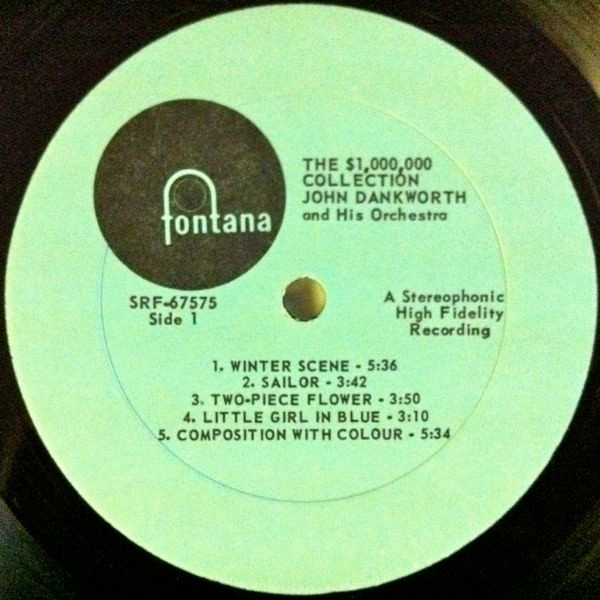 THE $1,000,000
COLLECTION
JOHN DANKWORTH
and His Orchestra
fontana
SRF-67575
Side 1
A Stereophonic
High Fidelity
Recording
1. WINTER SCENE - 5:36
2. SAILOR - 3:42
3. TWO-PIECE FLOWER - 3:50
4. LITTLE GIRL IN BLUE - 3:10
5. COMPOSITION WITH COLOUR - 5:34